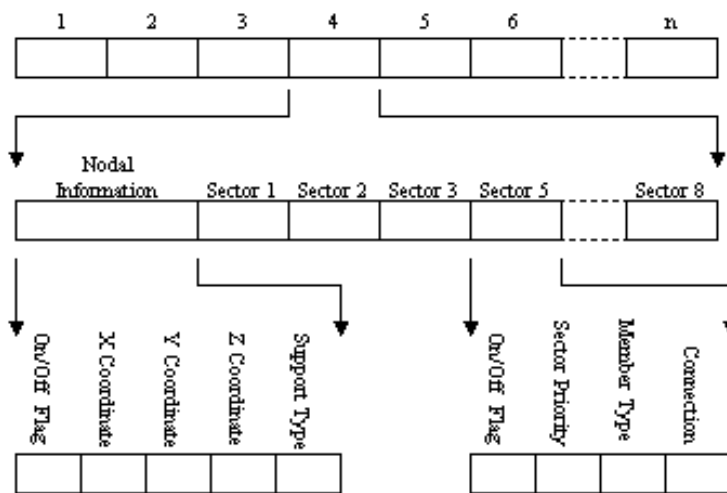 1 2 3 4 5 6 n
Nodal
Information Sector 1 Sector 2 Sector 3 Sector 5 Sector 8
On/Off Flag
X Coordinate
Y Coordinate
Z Coordinate
Support Type
On/Off Flag
Sector Priority
Member Type
Connection